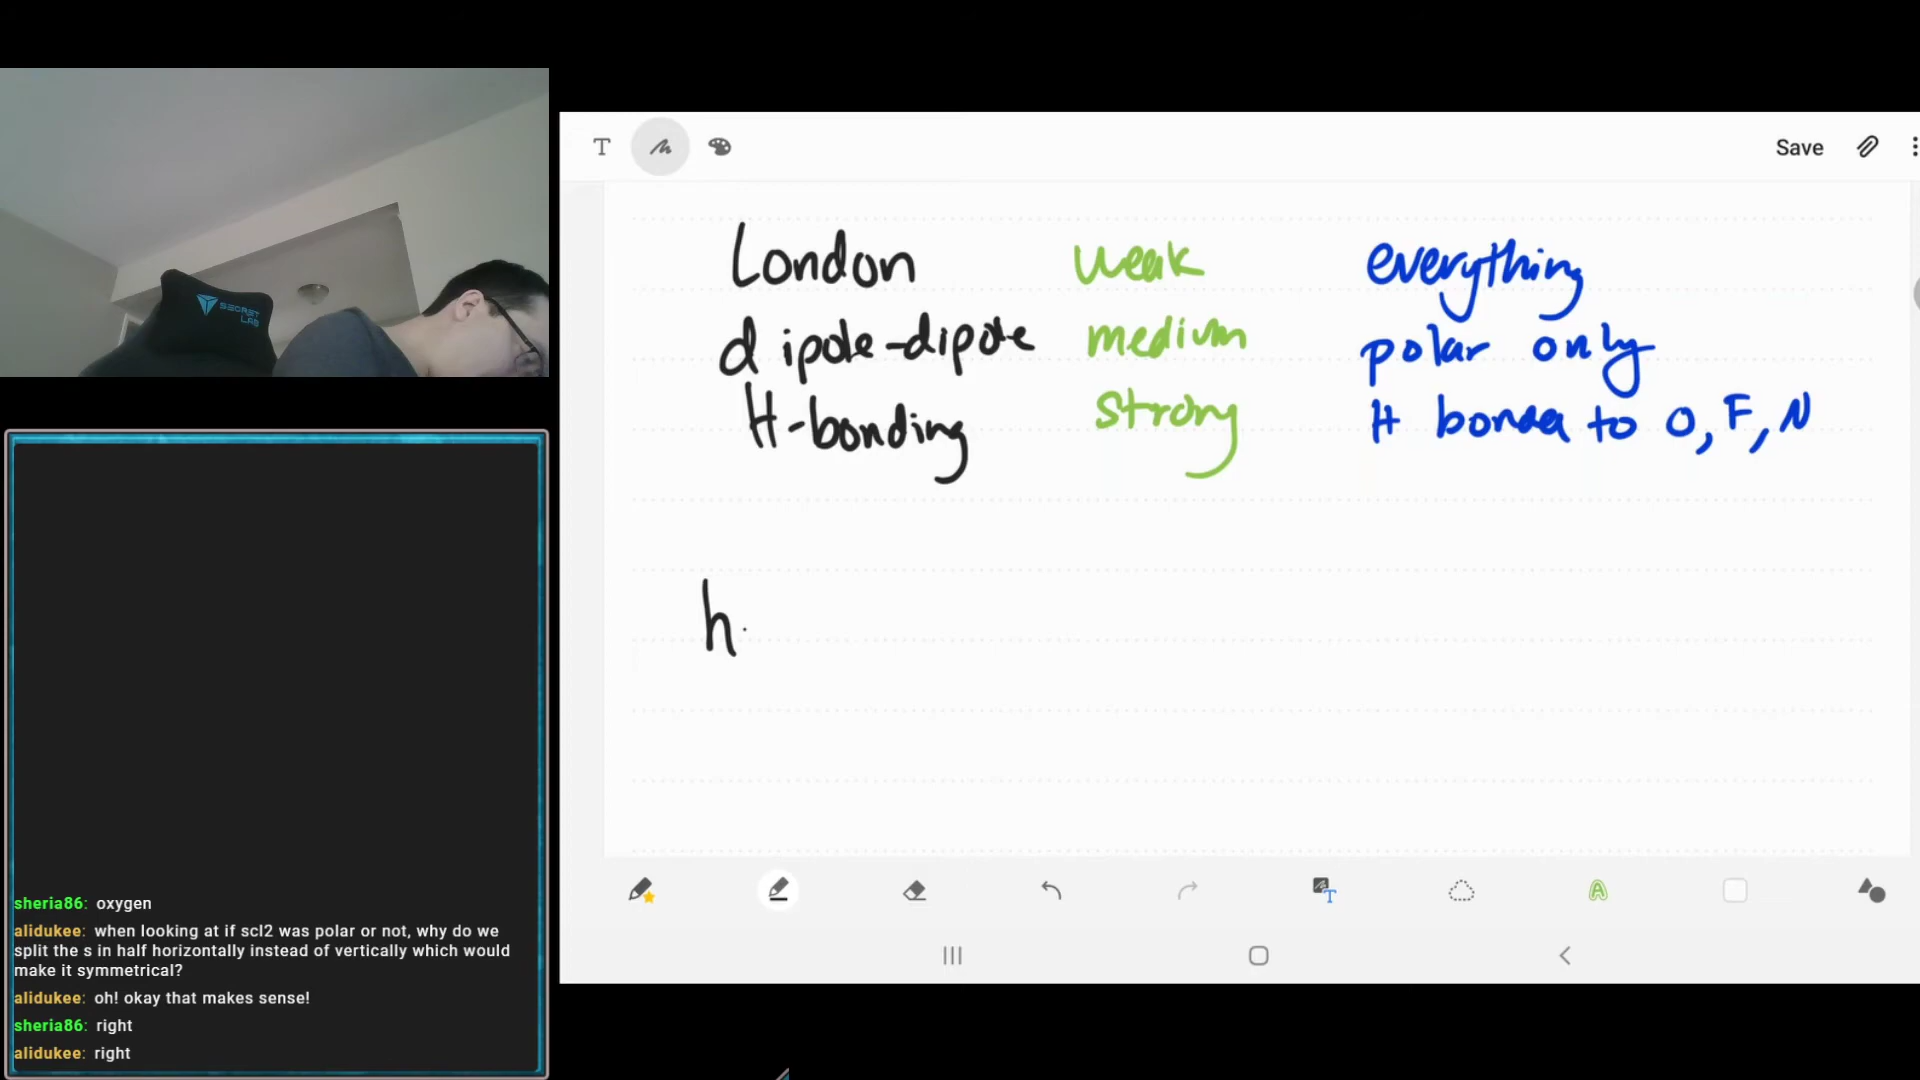 T Save
London weak everything
dipole-dipole medium polar only
H-bonding strong H bonded to O, F, N
h
SECRET
LAB
sheria86: oxygen
alidukee: when looking at if scl2 was polar or not, why do we
split the s in half horizontally instead of vertically which would
make it symmetrical?
alidukee: oh! okay that makes sense!
sheria86: right
alidukee: right
T
A